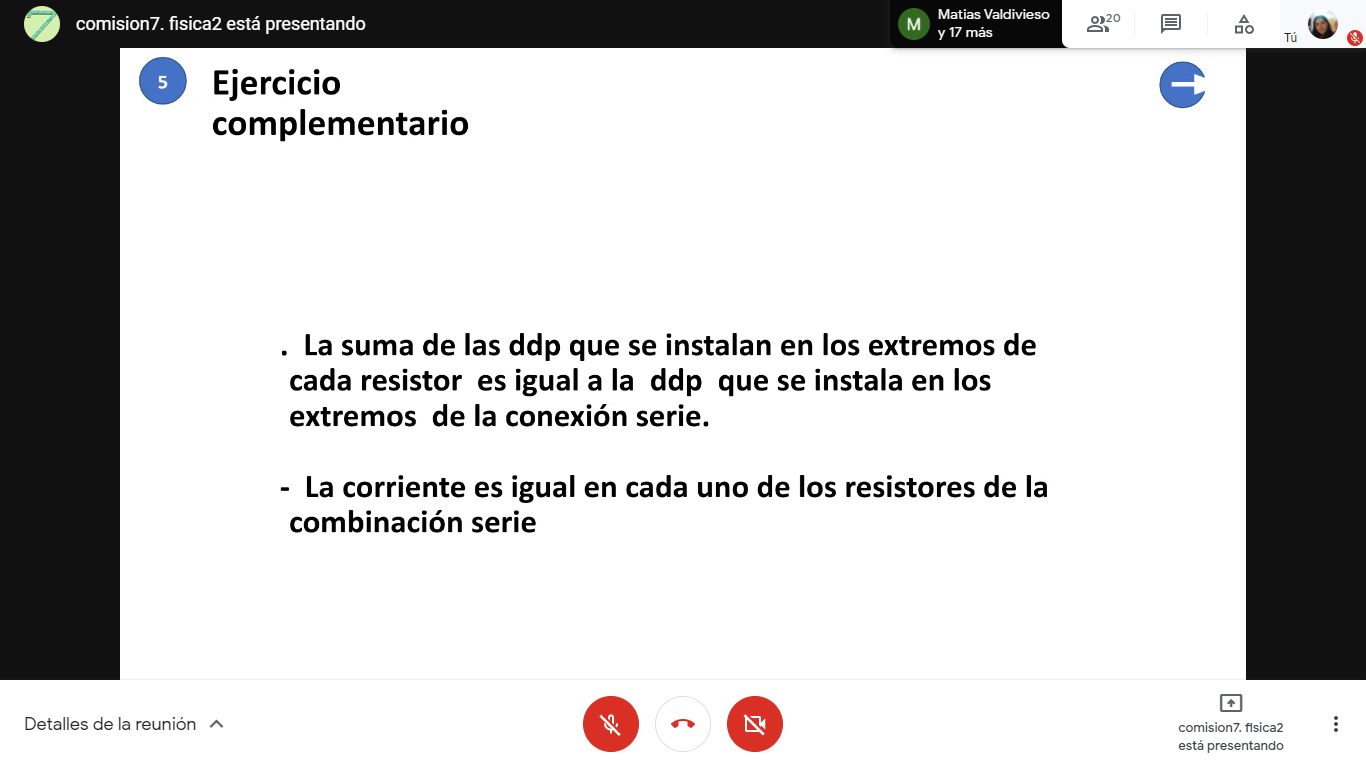 comision7. fisica2 está presentando
M
Matias Valdivieso
y 17 más
20
Tú
5
Ejercicio
complementario
. La suma de las ddp que se instalan en los extremos de
cada resistor es igual a la ddp que se instala en los
extremos de la conexión serie.
- La corriente es igual en cada uno de los resistores de la
combinación serie
Detalles de la reunión
comision7. fisica2
está presentando